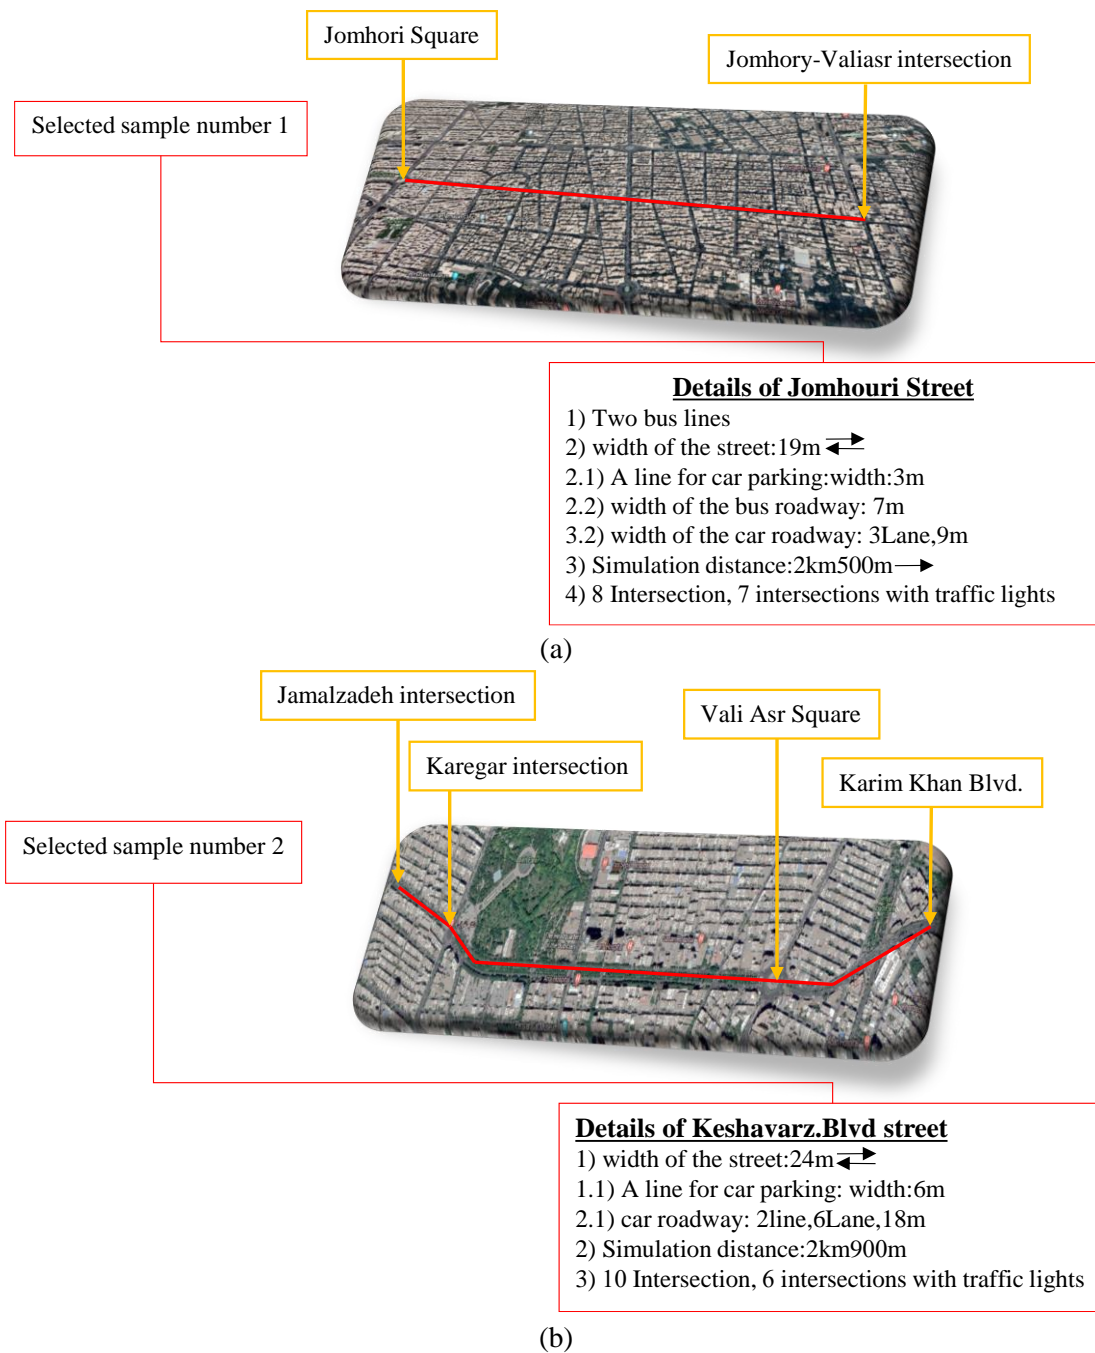 Jomhori Square
Jomhory-Valiasr intersection
Selected sample number 1
Details of Jomhouri Street
1) Two bus lines
2) width of the street:19m
2.1) A line for car parking:width:3m
2.2) width of the bus roadway: 7m
3.2) width of the car roadway: 3Lane,9m
3) Simulation distance:2km500m
4) 8 Intersection, 7 intersections with traffic lights
(a)
Jamalzadeh intersection
Vali Asr Square
Karegar intersection
Karim Khan Blvd.
Selected sample number 2
Details of Keshavarz.Blvd street
1) width of the street:24m
1.1) A line for car parking: width:6m
2.1) car roadway: 2line,6Lane,18m
2) Simulation distance:2km900m
3) 10 Intersection, 6 intersections with traffic lights
(b)